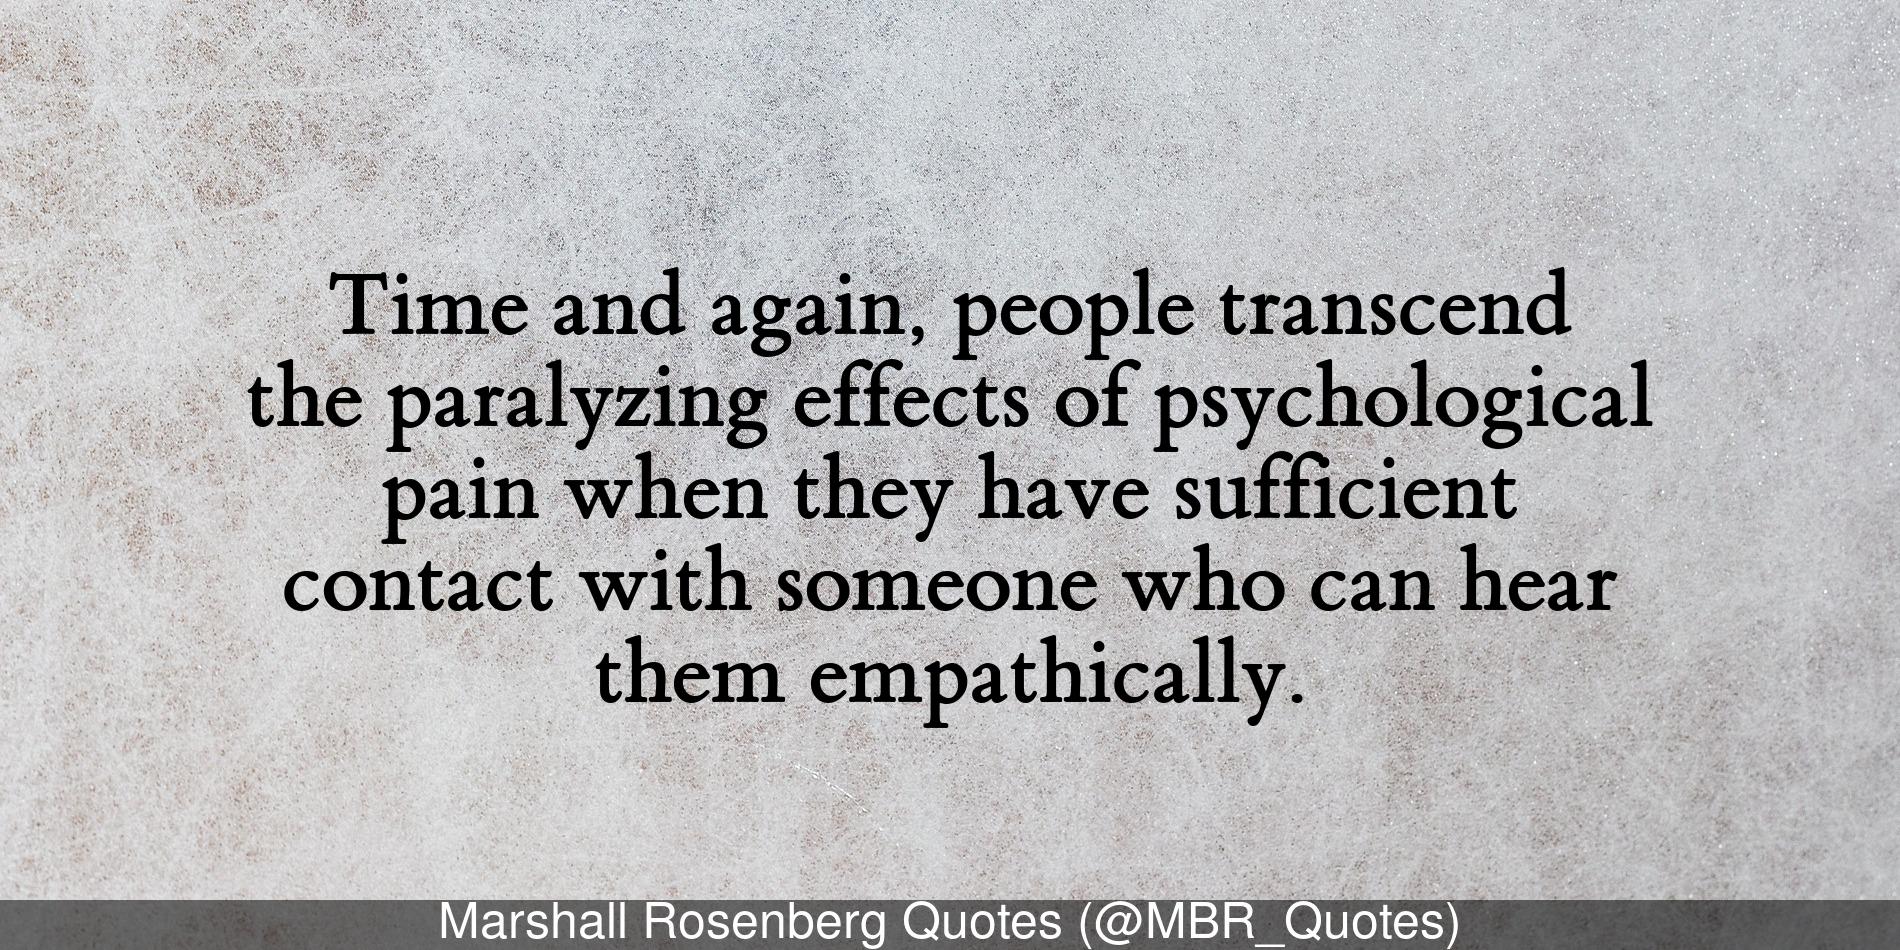 Time and again, people transcend
the paralyzing effects of psychological
pain when they have sufficient
contact with someone who can hear
them empathically.
Marshall Rosenberg Quotes (@MBR_Quotes)